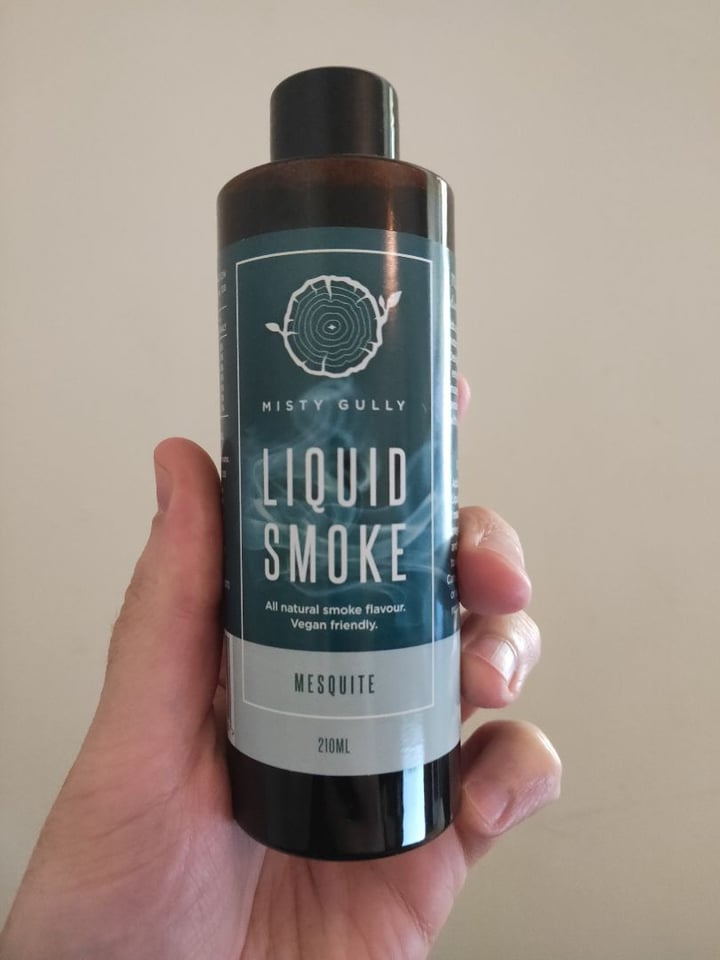 MISTY GULLY
LIQUID
SMOKE
All natural smoke flavour.
Vegan friendly.
MESQUITE
210ML